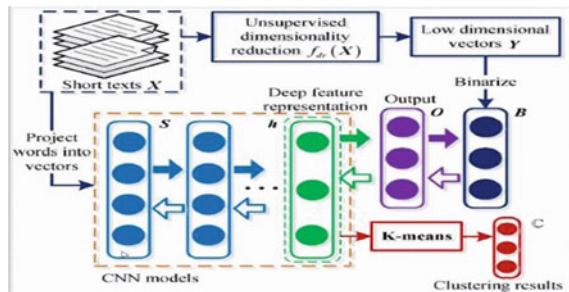 Unsupervised
dimensionality
reduction f_dr(X)
Low dimensional
vectors Y
Short texts X
Binarize
Deep feature
representation
Output
Project
words into
vectors
S
h
O
B
...
K-means
C
CNN models
Clustering results